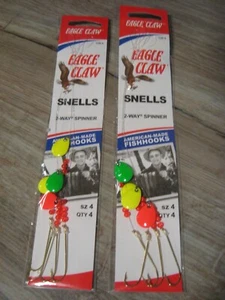 EAGLE CLAW
EAGLE
CLAW
SNELLS
2-WAY SPINNER
AMERICAN-MADE
FISHHOOKS
SZ 4
QTY 4
EAGLE CLAW
EAGLE
CLAW
SNELLS
2-WAY SPINNER
AMERICAN-MADE
FISHHOOKS
SZ 4
QTY 4